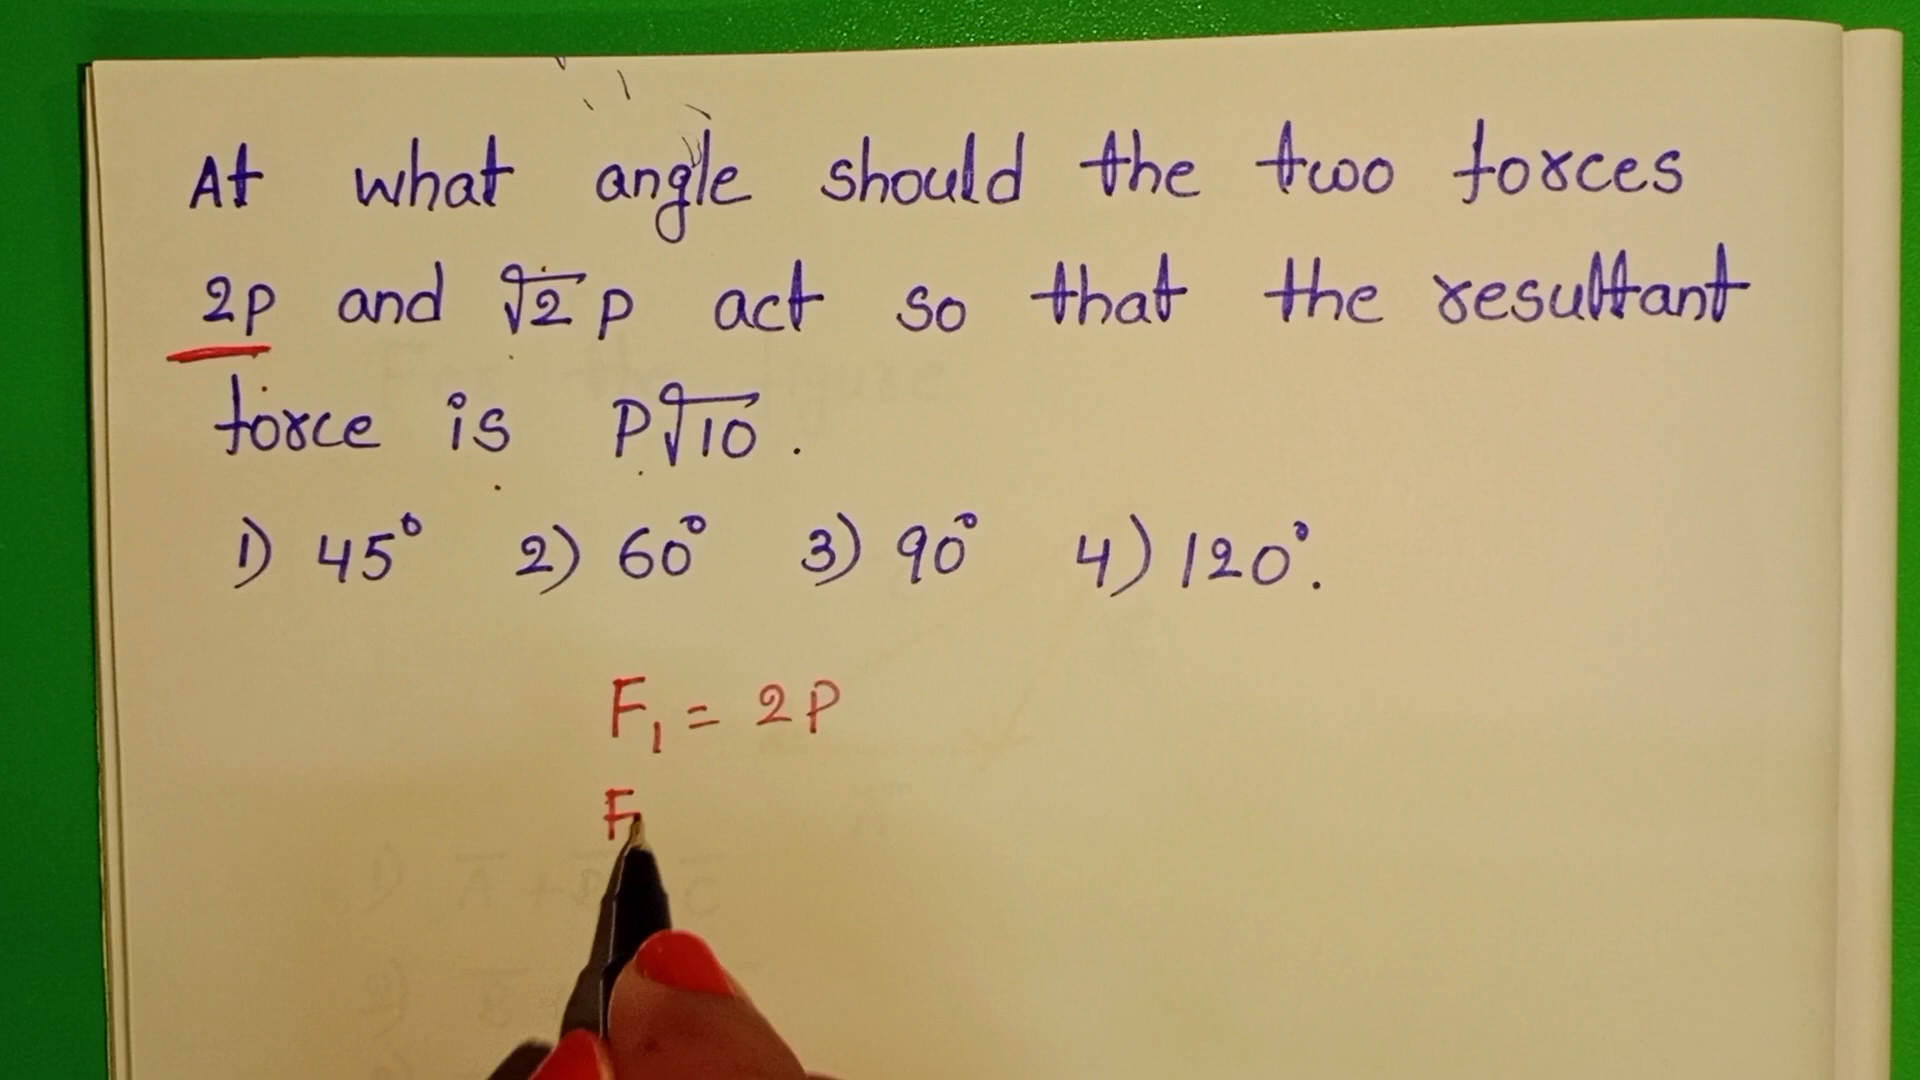 At what angle should the two forces
2p and √2 p act so that the resultant
force is P√10.
1) 45° 2) 60° 3) 90° 4) 120°.
F₁ = 2P
F